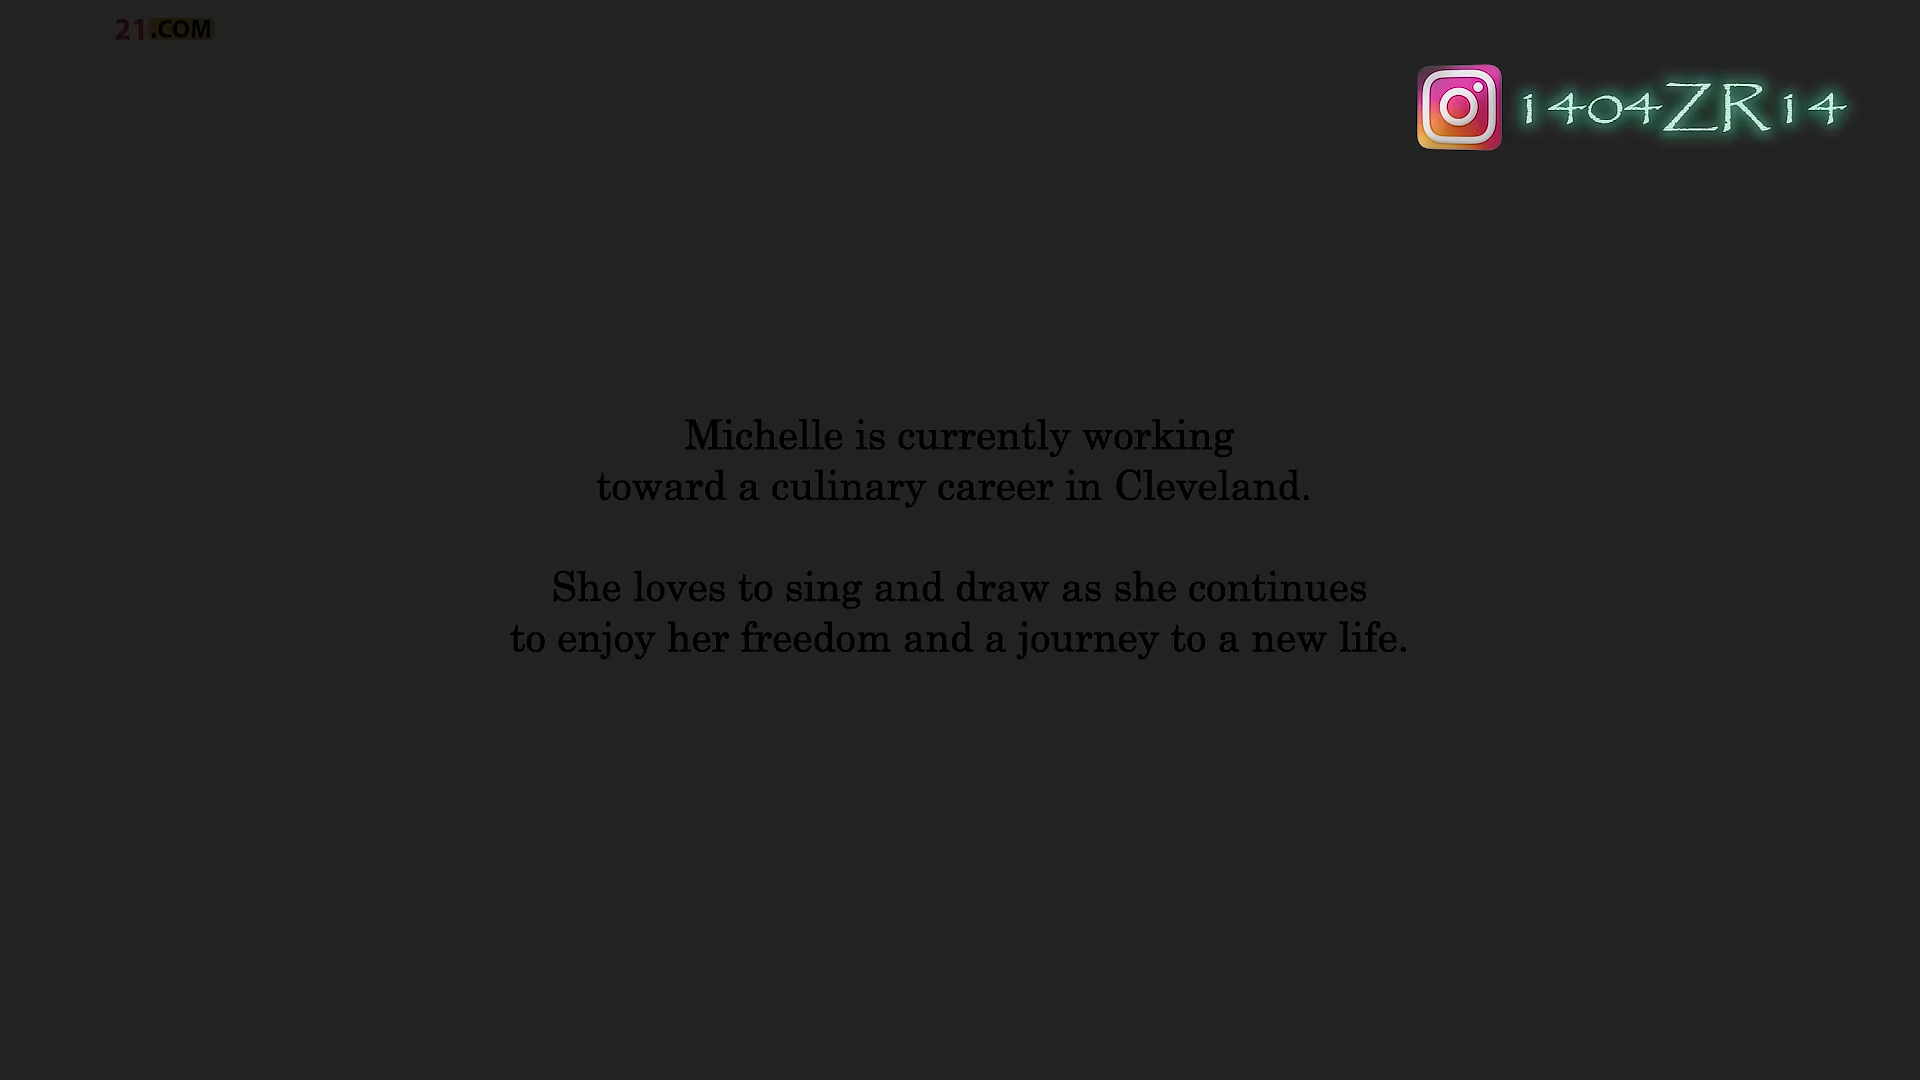 21.COM
1404ZR14
Michelle is currently working
toward a culinary career in Cleveland.
She loves to sing and draw as she continues
to enjoy her freedom and a journey to a new life.